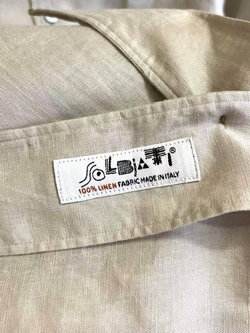 SOLBiATI®
100% LINEN FABRIC MADE IN ITALY